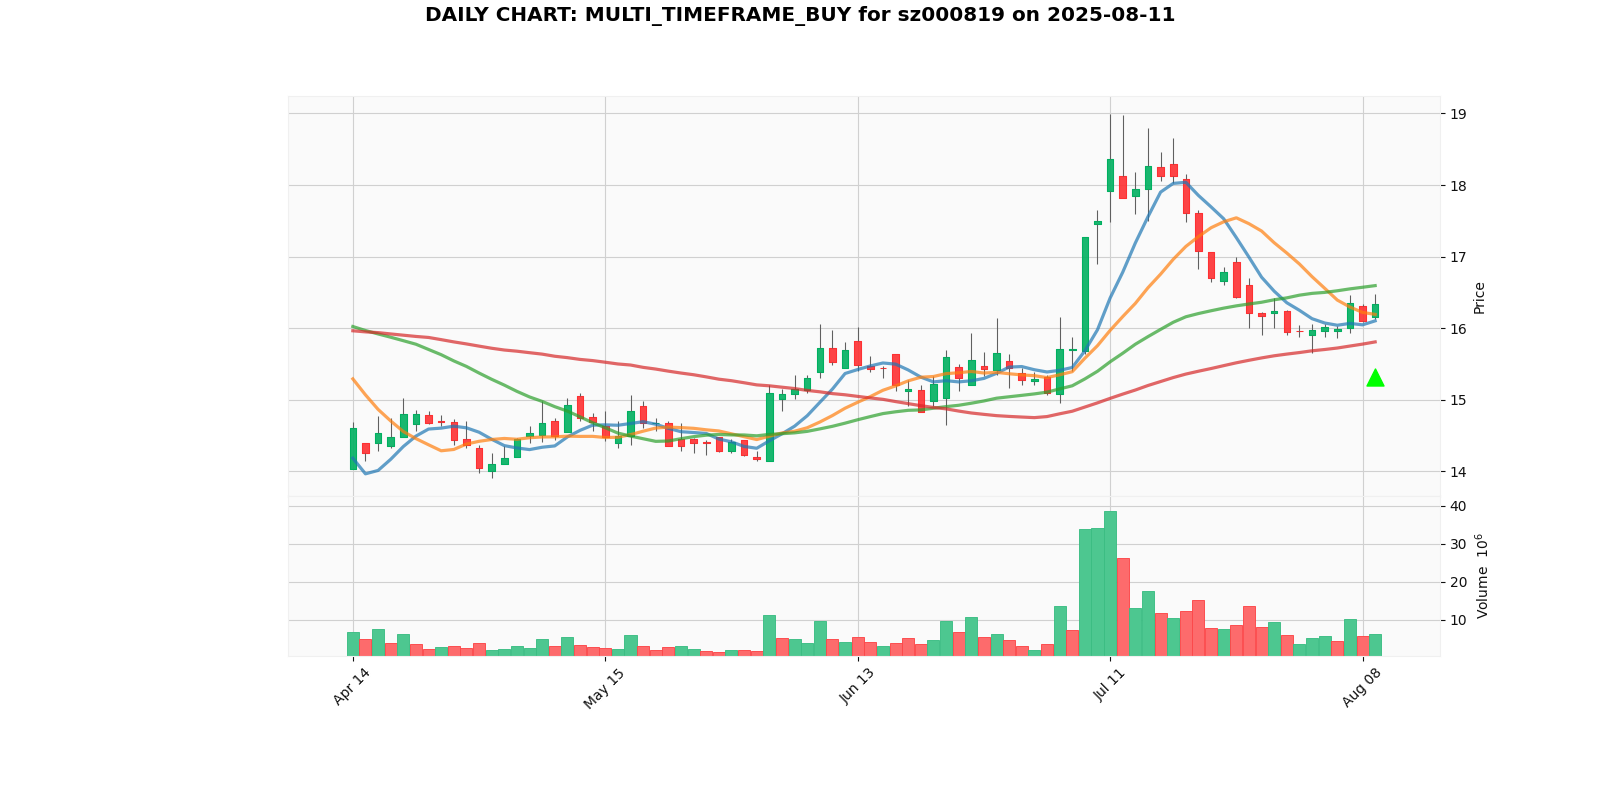 DAILY CHART: MULTI_TIMEFRAME_BUY for sz000819 on 2025-08-11
19
18
17
16
15
14
Price
40
30
20
10
Volume 10^6
Apr 14
May 15
Jun 13
Jul 11
Aug 08